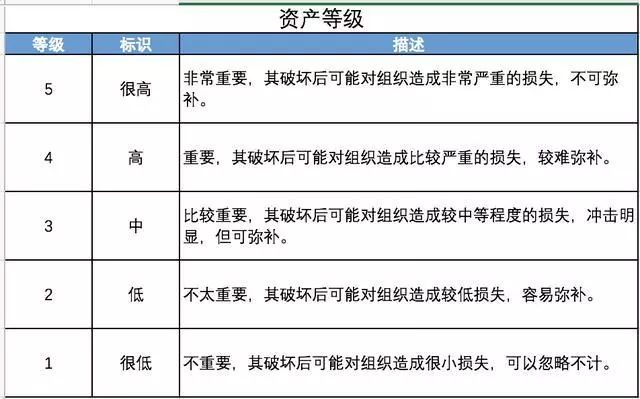 资产等级
等级 标识 描述
5 很高 非常重要，其破坏后可能对组织造成非常严重的损失，不可弥
补。
4 高 重要，其破坏后可能对组织造成比较严重的损失，较难弥补。
3 中 比较重要，其破坏后可能对组织造成较中等程度的损失，冲击明
显，但可弥补。
2 低 不太重要，其破坏后可能对组织造成较低损失，容易弥补。
1 很低 不重要，其破坏后可能对组织造成很小损失，可以忽略不计。